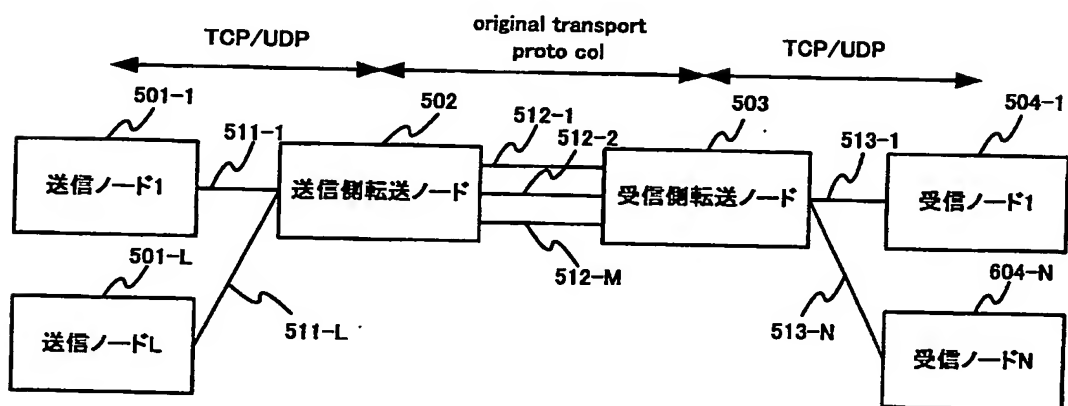 TCP/UDP
original transport
proto col
TCP/UDP
501-1
511-1
502
512-1
512-2
503
513-1
504-1
送信ノード1
送信側転送ノード
受信側転送ノード
受信ノード1
501-L
512-M
604-N
送信ノードL
511-L
513-N
受信ノードN